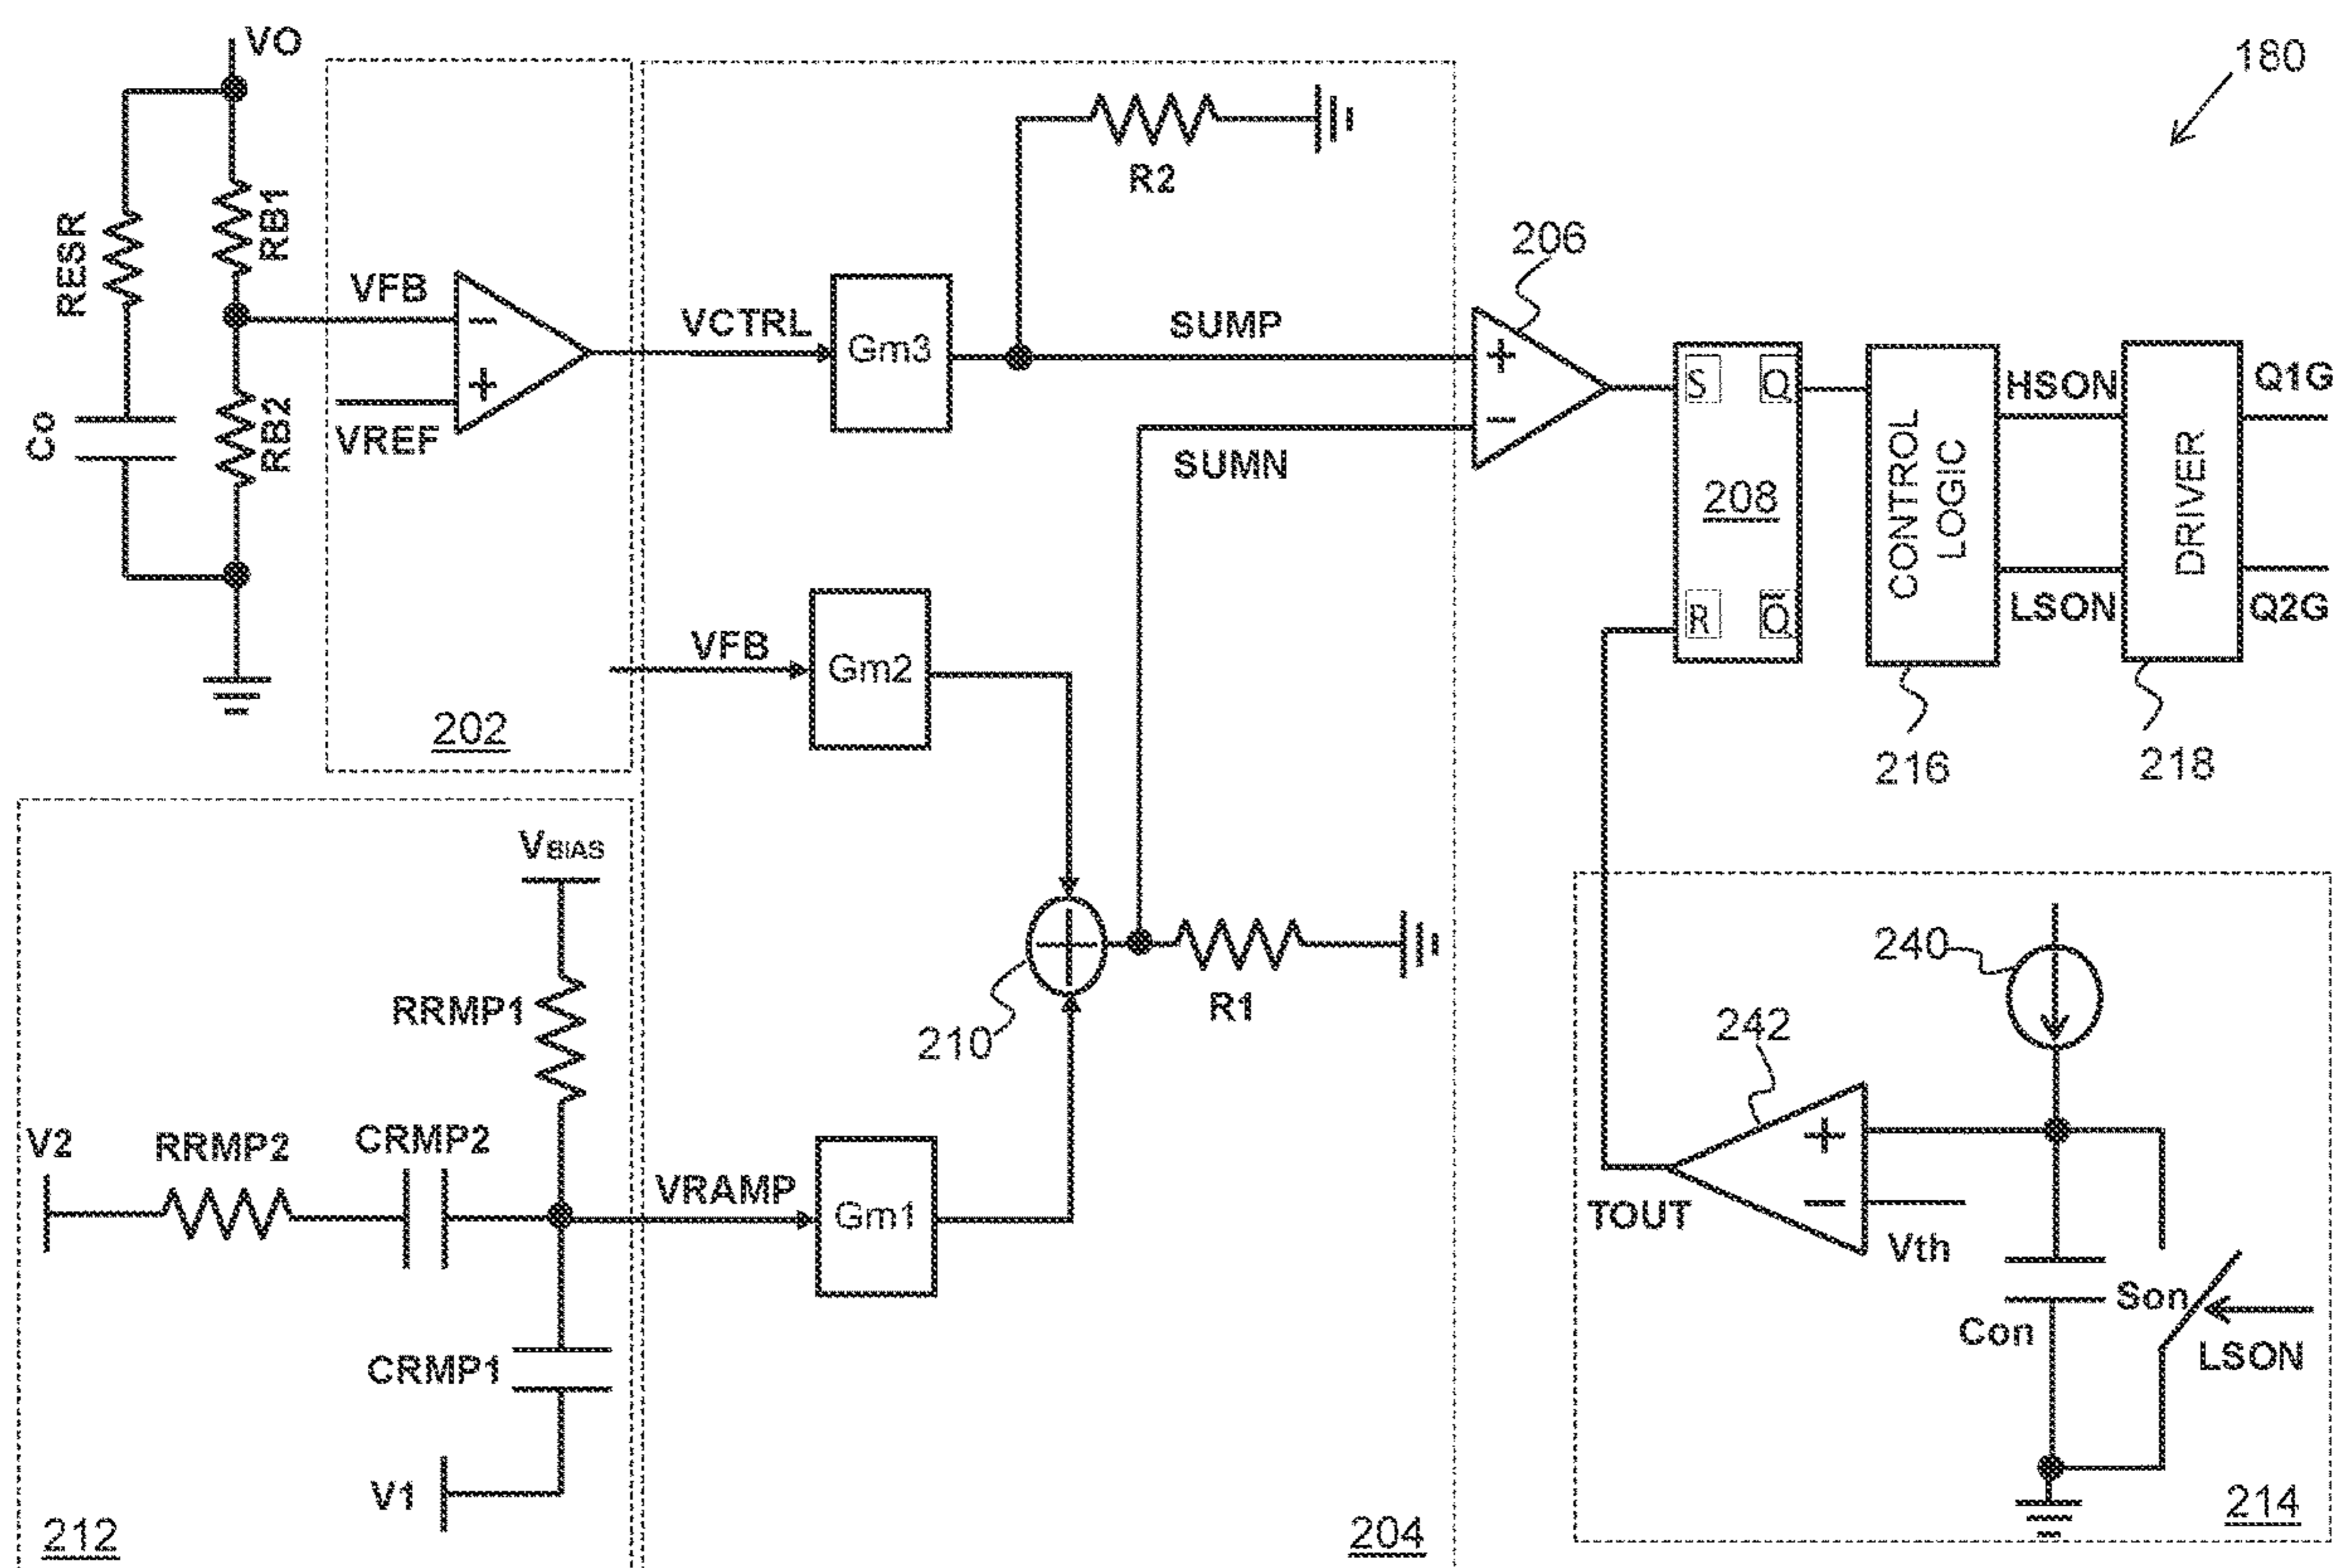 VO
180
R2
RESR
RB1
206
VFB
−
+
VREF
VCTRL
Gm3
SUMP
+
−
SUMN
S
Q
208
R
Q̅
CONTROL
LOGIC
HSON
LSON
DRIVER
Q1G
Q2G
Co
RB2
VFB
Gm2
202
216
218
VBIAS
RRMP1
210
R1
240
242
V2
RRMP2
CRMP2
VRAMP
Gm1
+
−
TOUT
Vth
Son
Con
LSON
CRMP1
V1
212
204
214